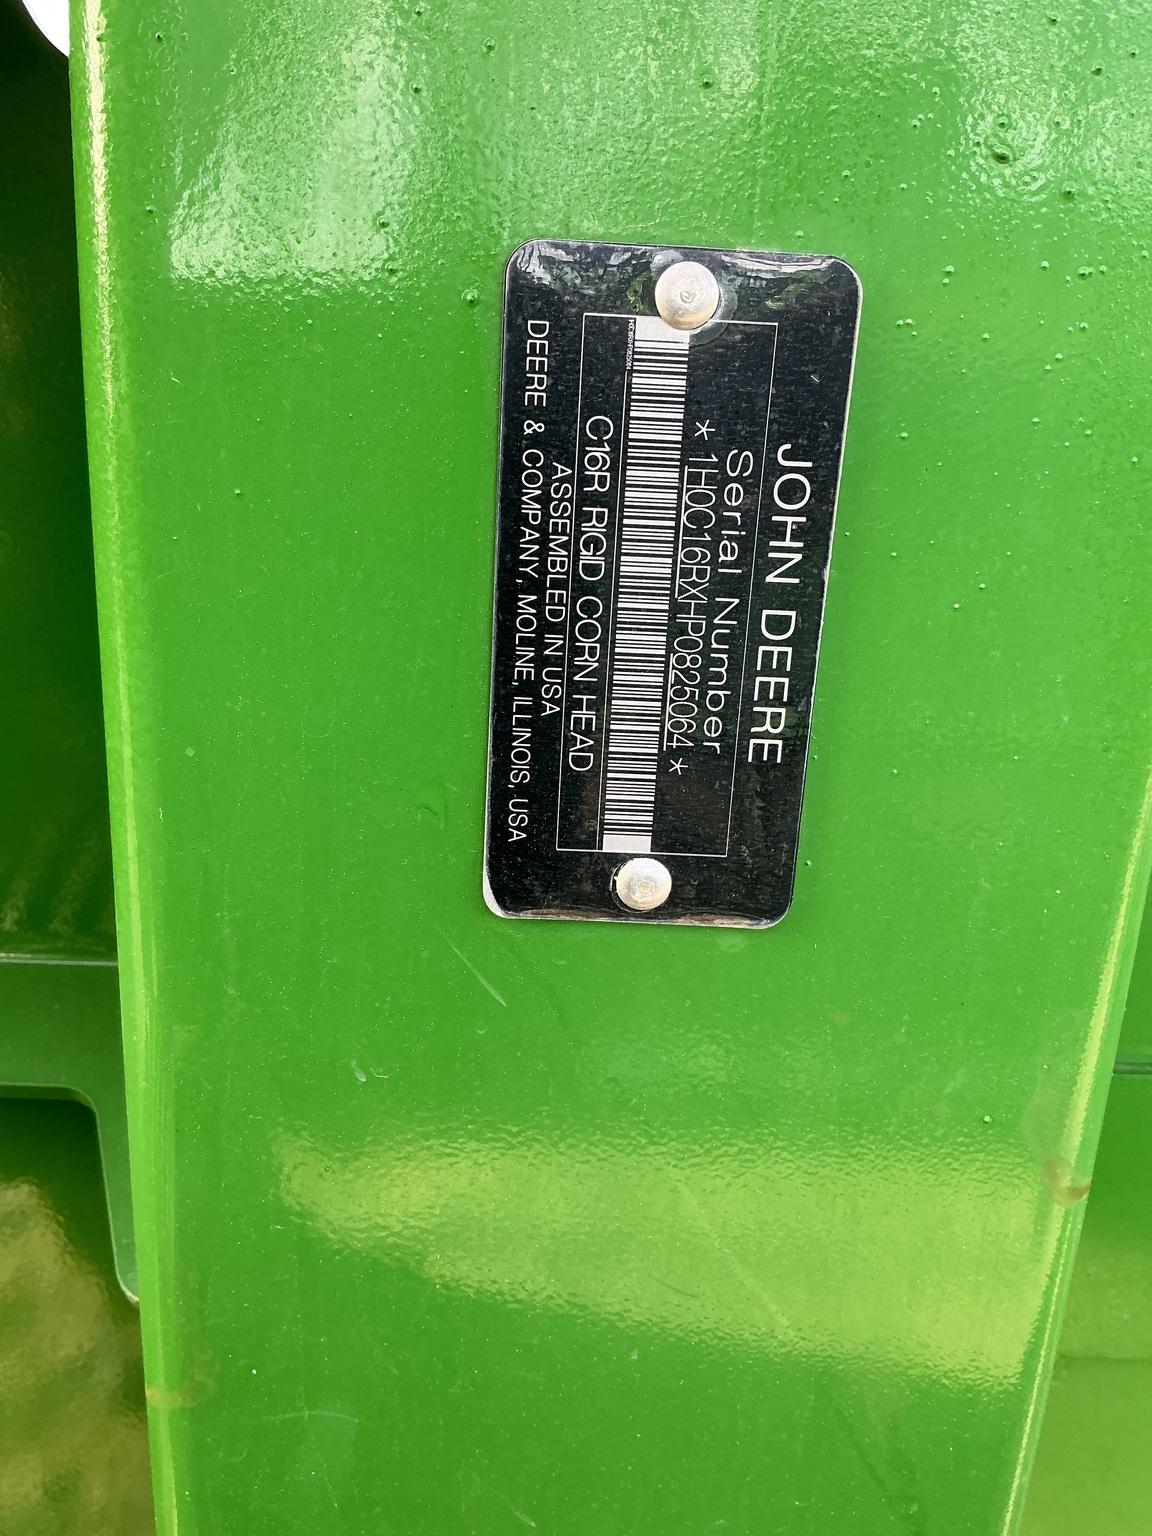 JOHN DEERE
Serial Number
* 1H0C16RXHP0825064 *
C16R RIGID CORN HEAD
ASSEMBLED IN USA
DEERE & COMPANY, MOLINE, ILLINOIS, USA